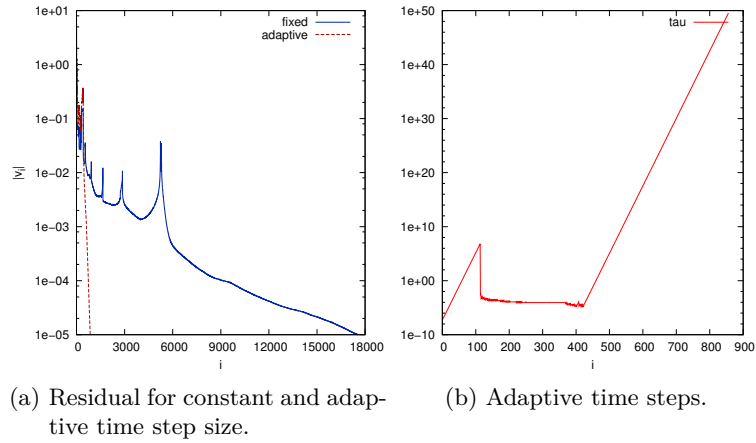 1e+01
1e+00
1e-01
1e-02
1e-03
1e-04
1e-05
|v_i|
0 3000 6000 9000 12000 15000 18000
i
fixed
adaptive
1e+50
1e+40
1e+30
1e+20
1e+10
1e+00
1e-10
0 100 200 300 400 500 600 700 800 900
i
tau
(a) Residual for constant and adap-
tive time step size.
(b) Adaptive time steps.